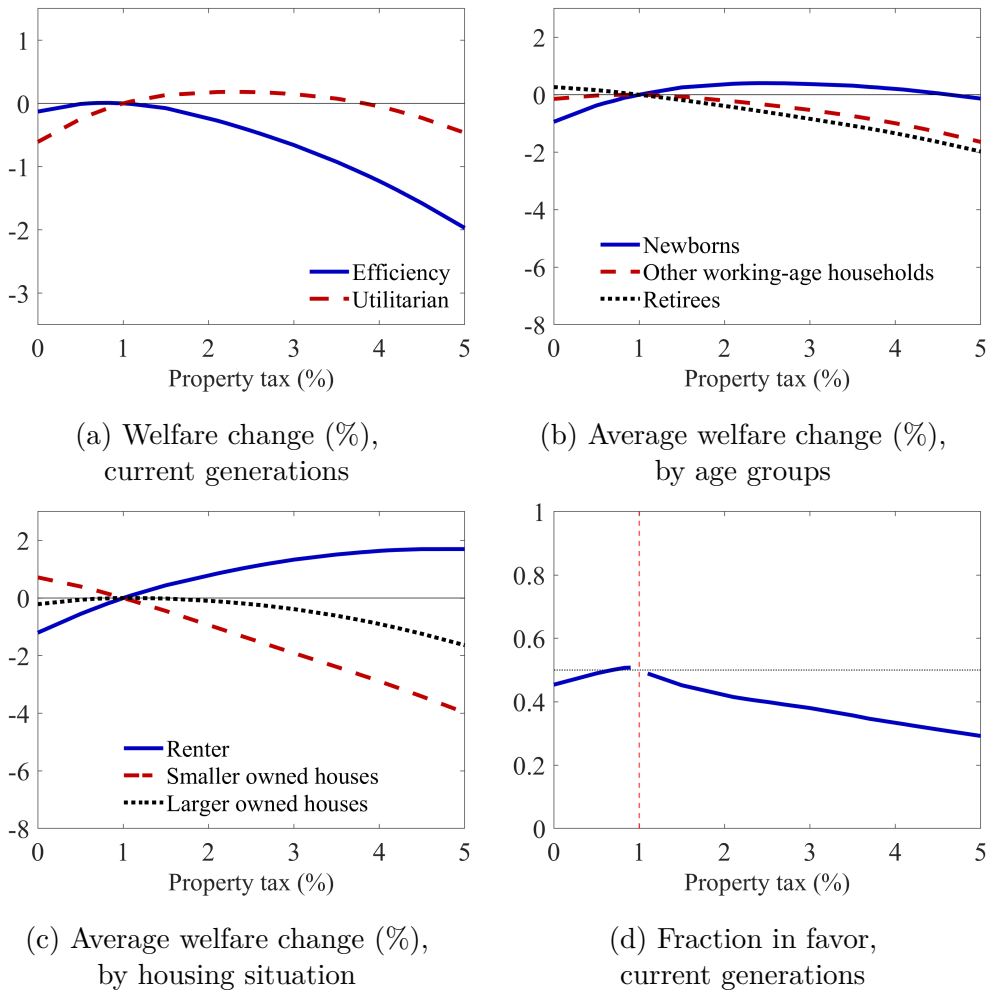 1
0
-1
-2
-3
0 1 2 3 4 5
Property tax (%)
Efficiency
Utilitarian
(a) Welfare change (%),
current generations
2
0
-2
-4
-6
-8
0 1 2 3 4 5
Property tax (%)
Newborns
Other working-age households
Retirees
(b) Average welfare change (%),
by age groups
2
0
-2
-4
-6
-8
0 1 2 3 4 5
Property tax (%)
Renter
Smaller owned houses
Larger owned houses
(c) Average welfare change (%),
by housing situation
1
0.8
0.6
0.4
0.2
0
0 1 2 3 4 5
Property tax (%)
(d) Fraction in favor,
current generations